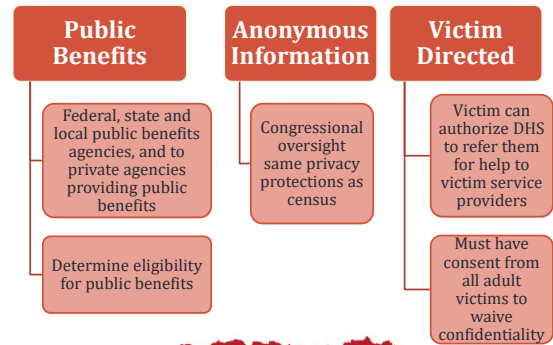 Public
Benefits
Federal, state and
local public benefits
agencies, and to
private agencies
providing public
benefits
Determine eligibility
for public benefits
Anonymous
Information
Congressional
oversight
same privacy
protections as
census
Victim
Directed
Victim can
authorize DHS
to refer them
for help to
victim service
providers
Must have
consent from
all adult
victims to
waive
confidentiality